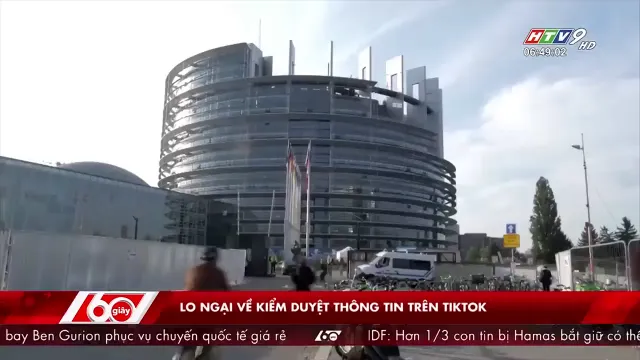 HTV9 HD
06:49:02
60 giây
LO NGẠI VỀ KIỂM DUYỆT THÔNG TIN TRÊN TIKTOK
bay Ben Gurion phục vụ chuyến quốc tế giá rẻ 60 giây IDF: Hơn 1/3 con tin bị Hamas bắt giữ có thể